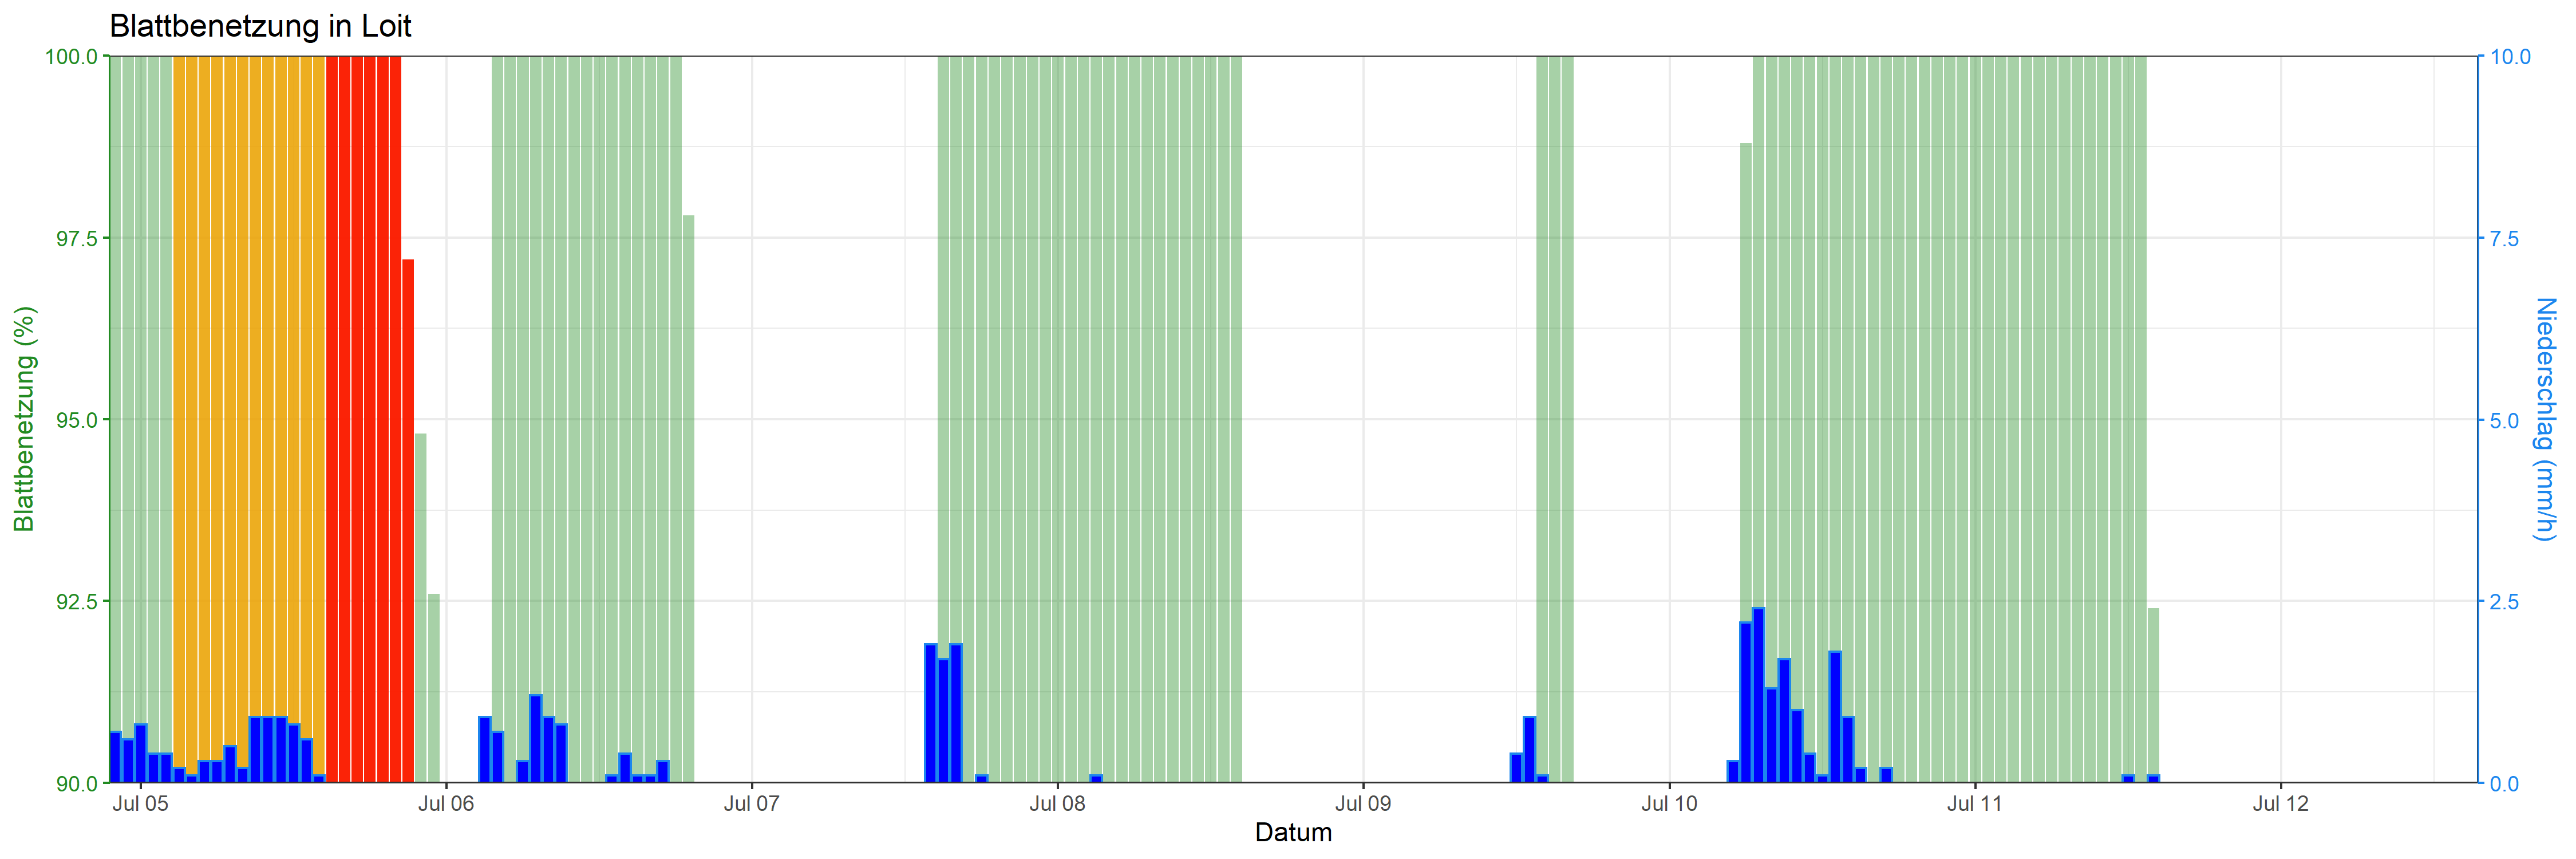 Blattbenetzung in Loit
100.0
97.5
95.0
92.5
90.0
Blattbenetzung (%)
10.0
7.5
5.0
2.5
0.0
Niederschlag (mm/h)
Jul 05 Jul 06 Jul 07 Jul 08 Jul 09 Jul 10 Jul 11 Jul 12
Datum